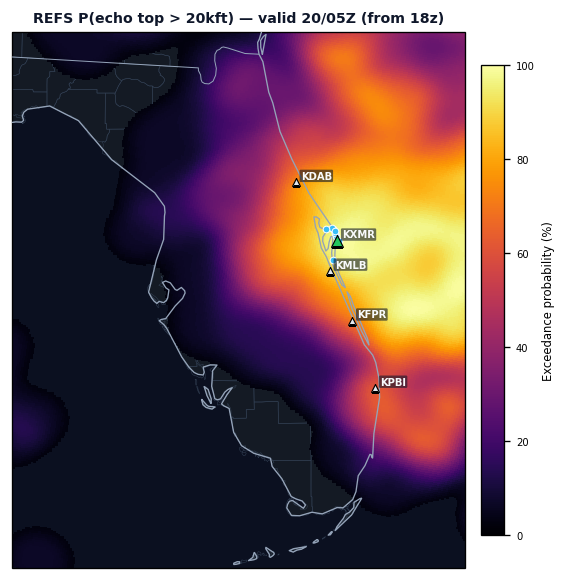 REFS P(echo top > 20kft) — valid 20/05Z (from 18z)
KDAB
KXMR
KMLB
KFPR
KPBI
100
80
60
40
20
0
Exceedance probability (%)